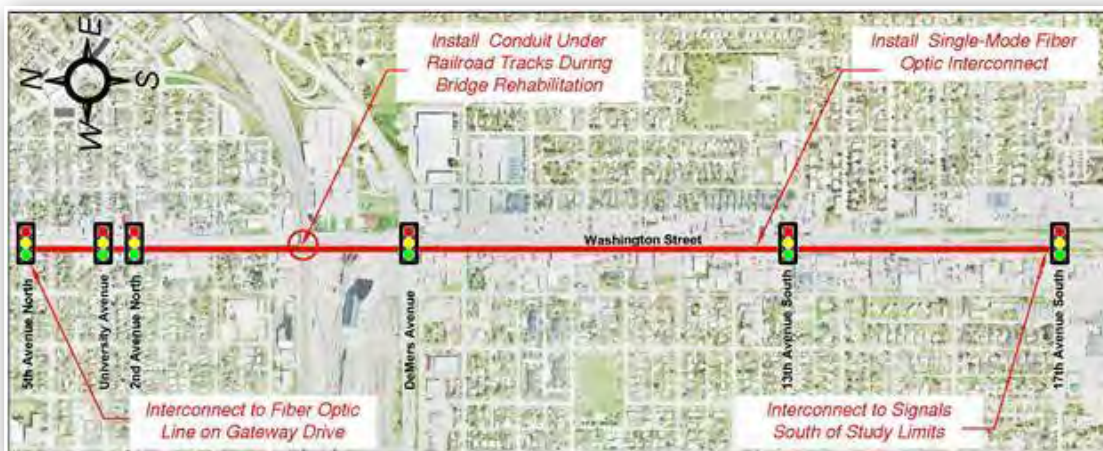 E
N
S
W
Install Conduit Under
Railroad Tracks During
Bridge Rehabilitation
Install Single-Mode Fiber
Optic Interconnect
Washington Street
5th Avenue North
University Avenue
2nd Avenue North
DeMers Avenue
13th Avenue South
17th Avenue South
Interconnect to Fiber Optic
Line on Gateway Drive
Interconnect to Signals
South of Study Limits